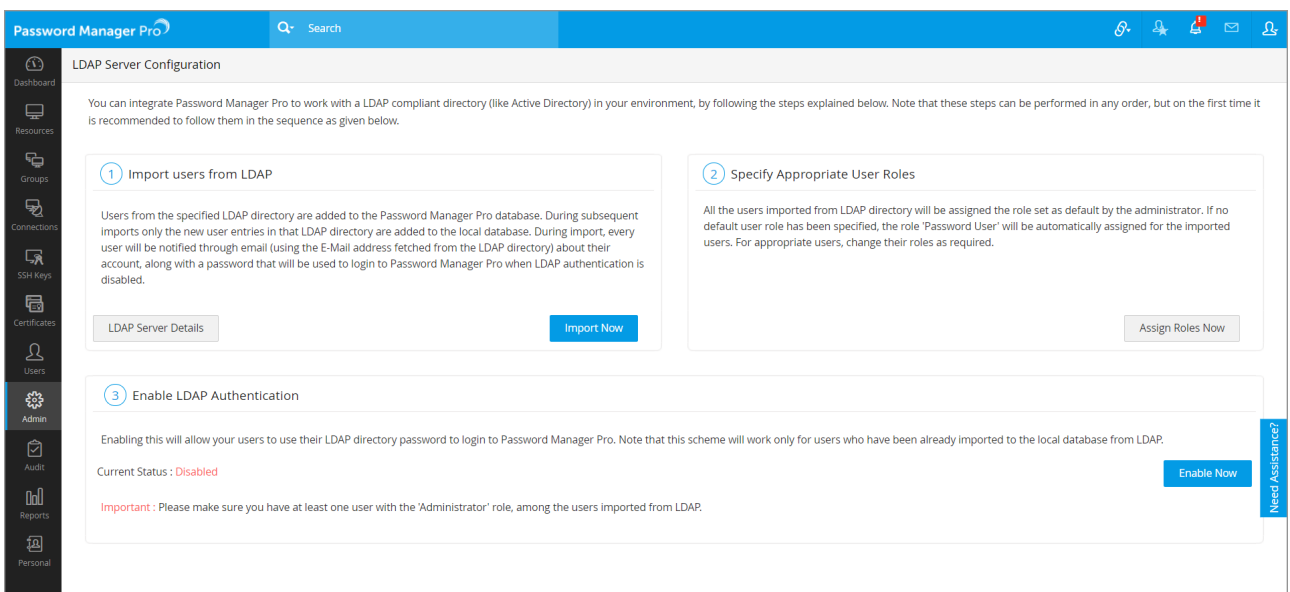 Password Manager Pro
Search
Dashboard
Resources
Groups
Connections
SSH Keys
Certificates
Users
Admin
Audit
Reports
Personal
LDAP Server Configuration
You can integrate Password Manager Pro to work with a LDAP compliant directory (like Active Directory) in your environment, by following the steps explained below. Note that these steps can be performed in any order, but on the first time it
is recommended to follow them in the sequence as given below.
1 Import users from LDAP
Users from the specified LDAP directory are added to the Password Manager Pro database. During subsequent
imports only the new user entries in that LDAP directory are added to the local database. During import, every
user will be notified through email (using the E-Mail address fetched from the LDAP directory) about their
account, along with a password that will be used to login to Password Manager Pro when LDAP authentication is
disabled.
LDAP Server Details
Import Now
2 Specify Appropriate User Roles
All the users imported from LDAP directory will be assigned the role set as default by the administrator. If no
default user role has been specified, the role 'Password User' will be automatically assigned for the imported
users. For appropriate users, change their roles as required.
Assign Roles Now
3 Enable LDAP Authentication
Enabling this will allow your users to use their LDAP directory password to login to Password Manager Pro. Note that this scheme will work only for users who have been already imported to the local database from LDAP.
Current Status : Disabled
Enable Now
Important : Please make sure you have at least one user with the 'Administrator' role, among the users imported from LDAP.
Need Assistance?